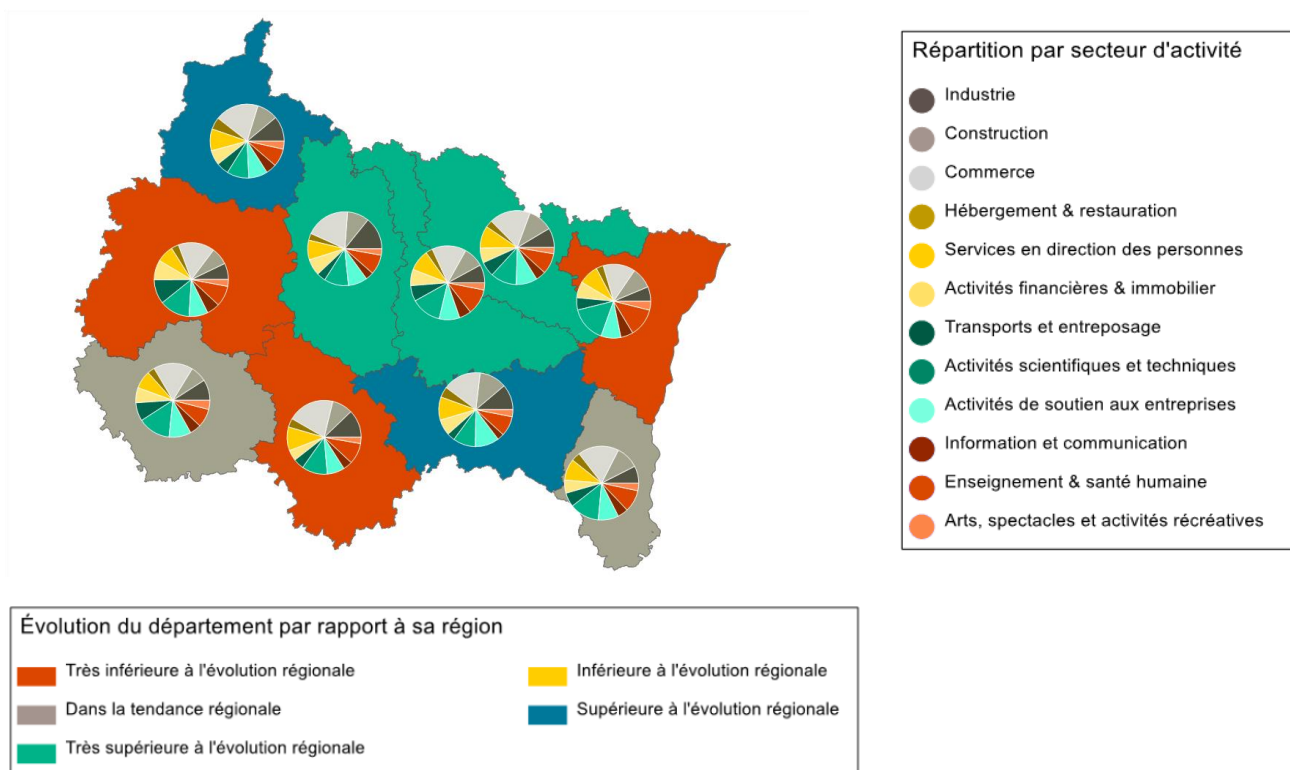 Répartition par secteur d'activité
Industrie
Construction
Commerce
Hébergement & restauration
Services en direction des personnes
Activités financières & immobilier
Transports et entreposage
Activités scientifiques et techniques
Activités de soutien aux entreprises
Information et communication
Enseignement & santé humaine
Arts, spectacles et activités récréatives
Évolution du département par rapport à sa région
Très inférieure à l'évolution régionale
Inférieure à l'évolution régionale
Dans la tendance régionale
Supérieure à l'évolution régionale
Très supérieure à l'évolution régionale